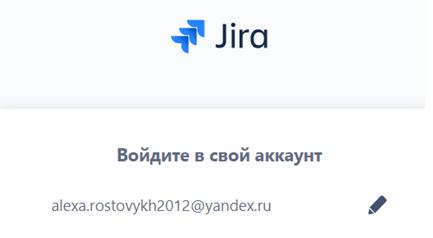 Jira
Войдите в свой аккаунт
alexa.rostovykh2012@yandex.ru